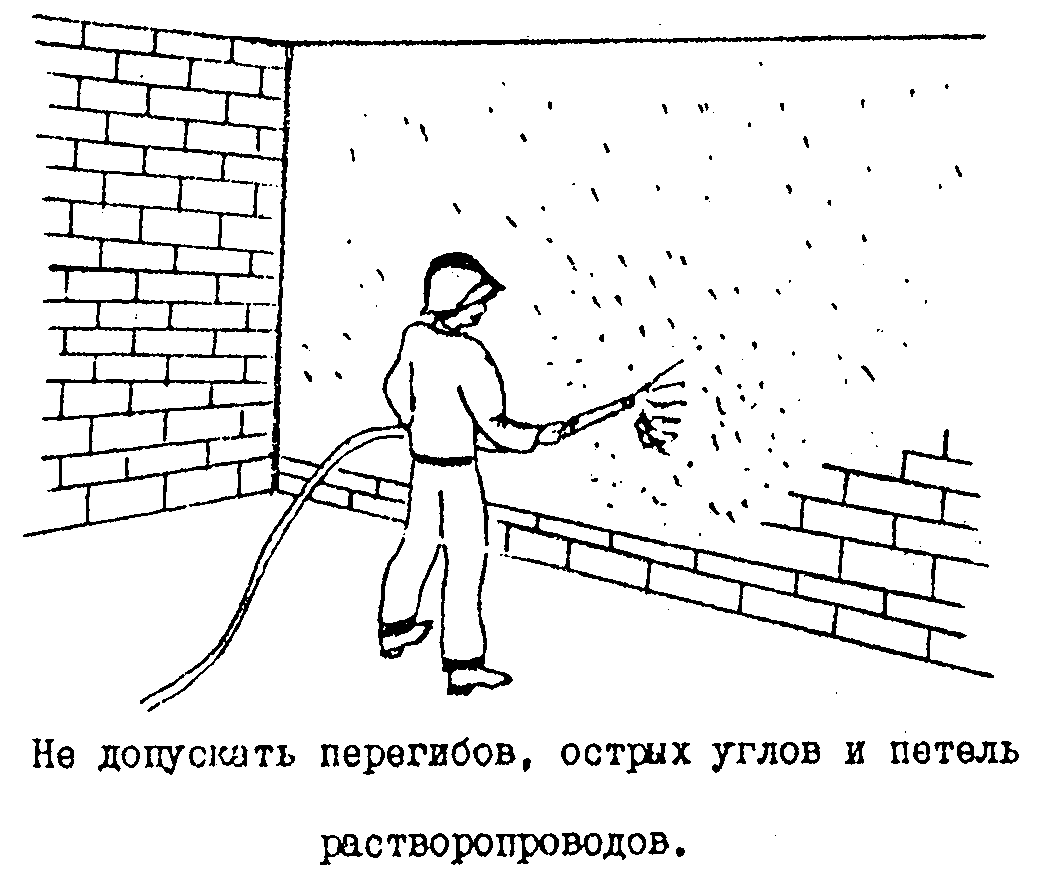 Не допускать перегибов, острых углов и петель
растворопроводов.